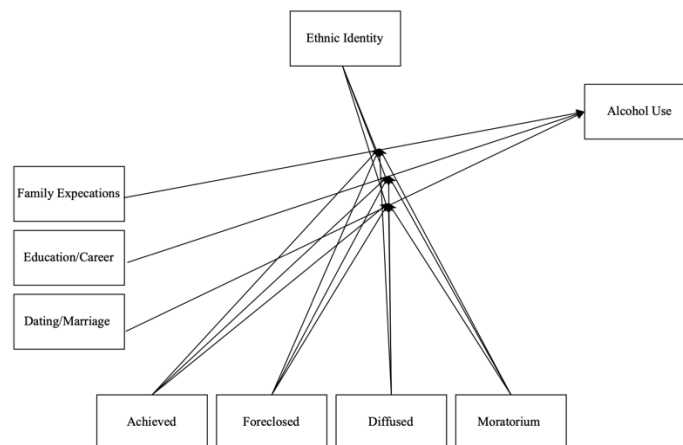 Ethnic Identity
Alcohol Use
Family Expecations
Education/Career
Dating/Marriage
Achieved
Foreclosed
Diffused
Moratorium